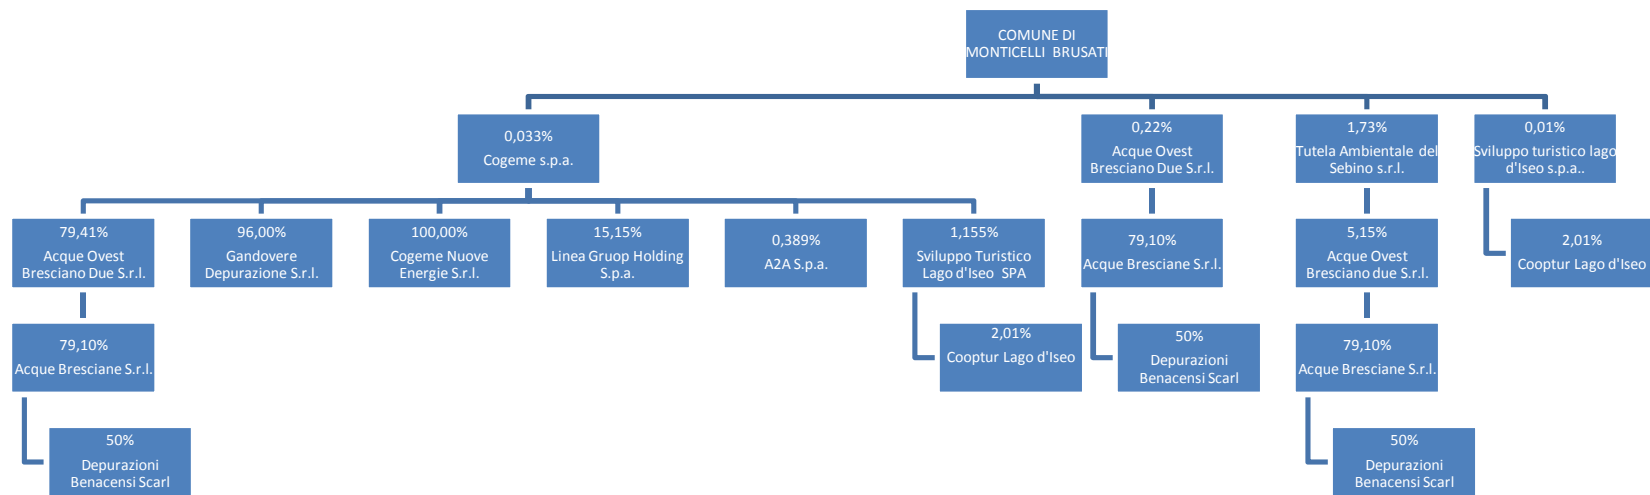 COMUNE DI
MONTICELLI BRUSATI
0,033%
Cogeme s.p.a.
0,22%
Acque Ovest
Bresciano Due S.r.l.
1,73%
Tutela Ambientale del
Sebino s.r.l.
0,01%
Sviluppo turistico lago
d'Iseo s.p.a..
79,41%
Acque Ovest
Bresciano Due S.r.l.
96,00%
Gandovere
Depurazione S.r.l.
100,00%
Cogeme Nuove
Energie S.r.l.
15,15%
Linea Gruop Holding
S.p.a.
0,389%
A2A S.p.a.
1,155%
Sviluppo Turistico
Lago d'Iseo SPA
79,10%
Acque Bresciane S.r.l.
5,15%
Acque Ovest
Bresciano due S.r.l.
2,01%
Cooptur Lago d'Iseo
79,10%
Acque Bresciane S.r.l.
2,01%
Cooptur Lago d'Iseo
50%
Depurazioni
Benacensi Scarl
79,10%
Acque Bresciane S.r.l.
50%
Depurazioni
Benacensi Scarl
50%
Depurazioni
Benacensi Scarl